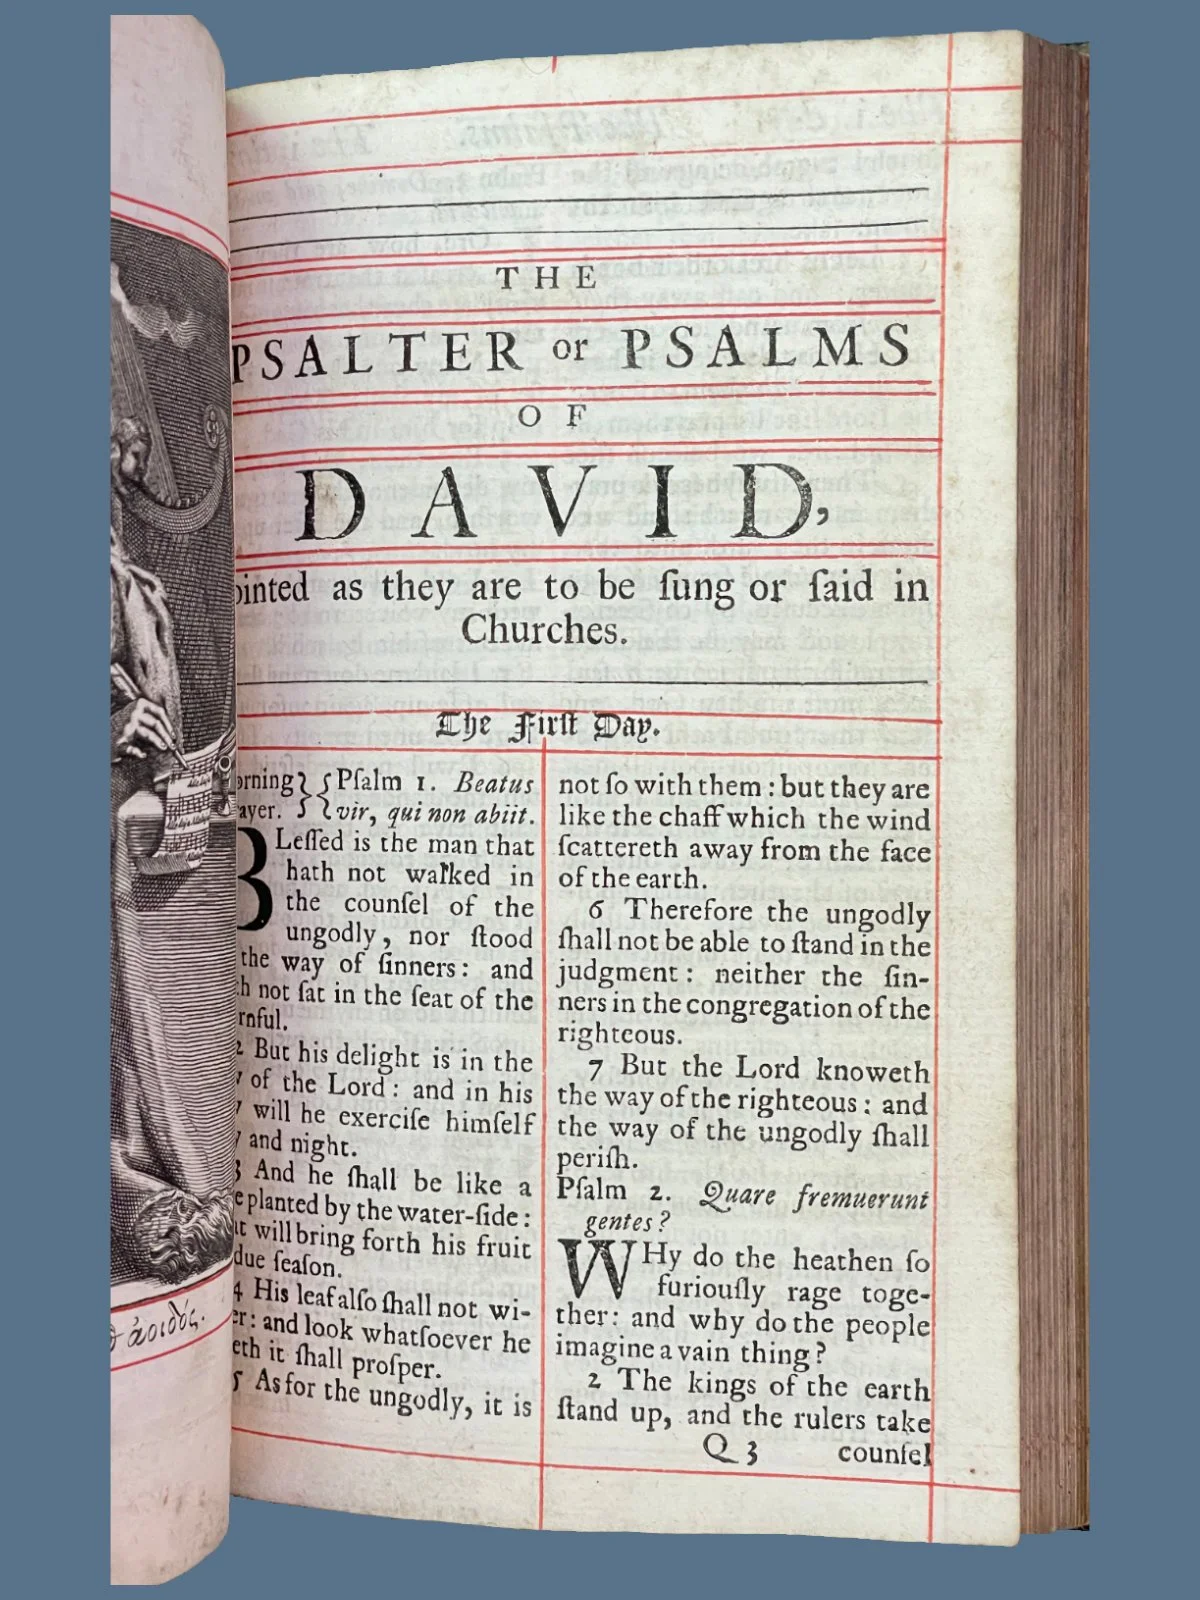 THE
PSALTER or PSALMS
OF
DAVID,
ointed as they are to be ſung or ſaid in
Churches.
The Firſt Day.
orning } { Pſalm 1. Beatus
ayer. } { vir, qui non abiit.
BLeſſed is the man that
hath not walked in
the counſel of the
ungodly, nor ſtood
the way of ſinners: and
h not ſat in the ſeat of the
rnful.
2 But his delight is in the
of the Lord: and in his
will he exerciſe himſelf
and night.
3 And he ſhall be like a
e planted by the water-ſide:
t will bring forth his fruit
due ſeaſon.
4 His leaf alſo ſhall not wi-
er: and look whatſoever he
eth it ſhall proſper.
5 As for the ungodly, it is
not ſo with them: but they are
like the chaff which the wind
ſcattereth away from the face
of the earth.
6 Therefore the ungodly
ſhall not be able to ſtand in the
judgment: neither the ſin-
ners in the congregation of the
righteous.
7 But the Lord knoweth
the way of the righteous: and
the way of the ungodly ſhall
periſh.
Pſalm 2. Quare fremuerunt
gentes?
WHy do the heathen ſo
furiouſly rage toge-
ther: and why do the people
imagine a vain thing?
2 The kings of the earth
ſtand up, and the rulers take
Q 3 counſel
ἀοιδὸς.